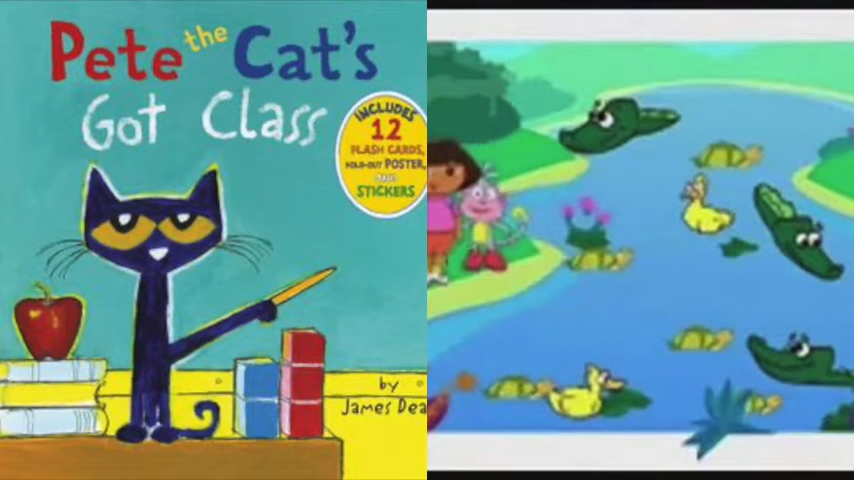 Pete the Cat's
Got Class
INCLUDES
12
FLASH CARDS,
FOLD-OUT POSTER,
AND
STICKERS
by
James Dea